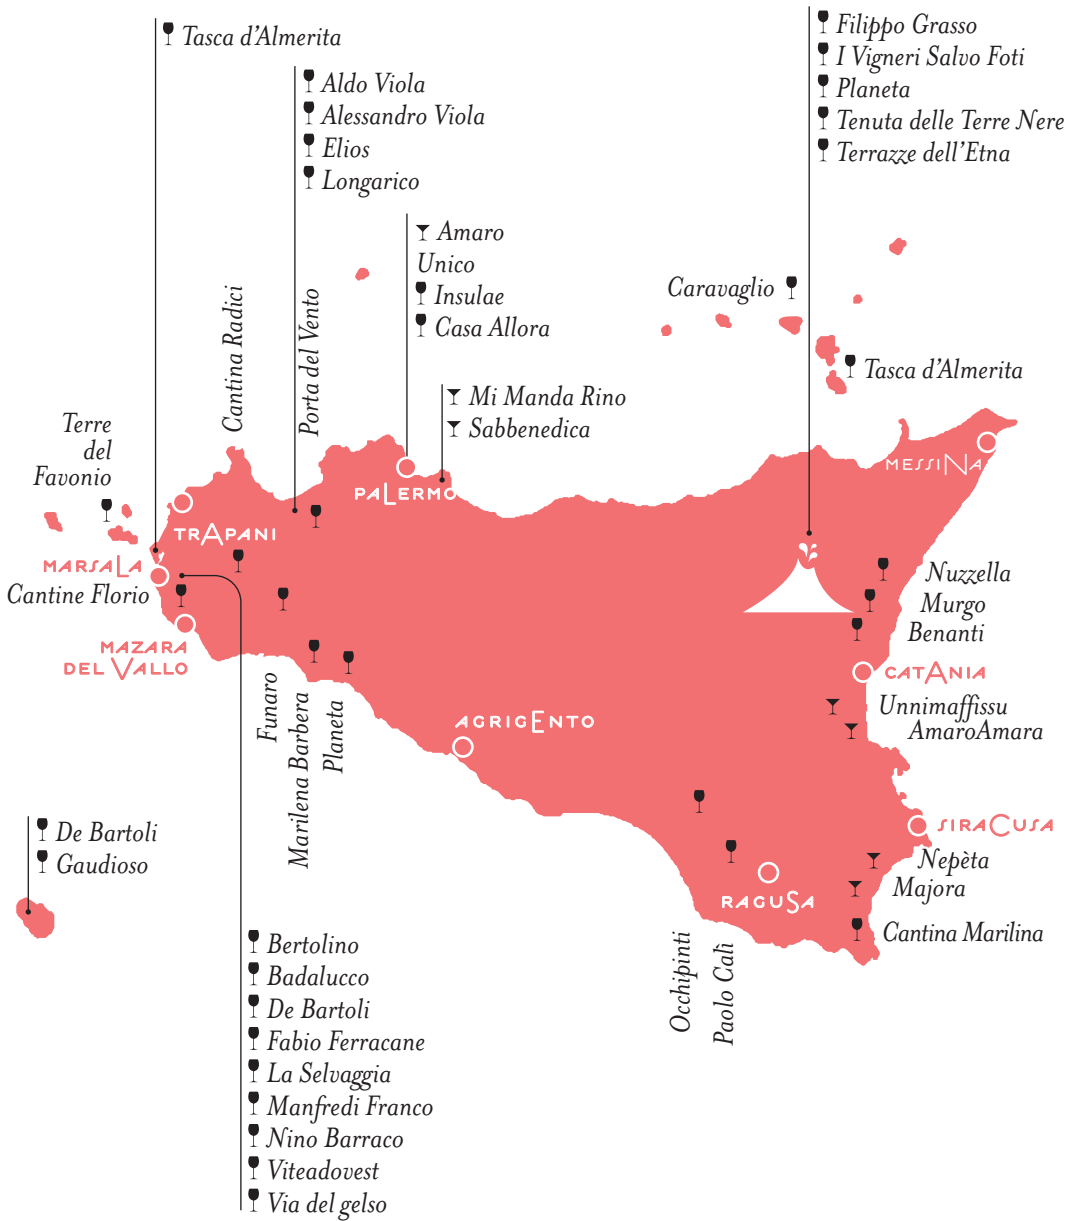 Tasca d'Almerita
Aldo Viola
Alessandro Viola
Elios
Longarico
Filippo Grasso
I Vigneri Salvo Foti
Planeta
Tenuta delle Terre Nere
Terrazze dell'Etna
Amaro
Unico
Insulae
Casa Allora
Caravaglio
Tasca d'Almerita
Cantina Radici
Porta del Vento
Mi Manda Rino
Sabbenedica
Terre
del
Favonio
MESSINA
PALERMO
TRAPANI
MARSALA
Cantine Florio
MAZARA
DEL VALLO
Nuzzella
Murgo
Benanti
CATANIA
Unnimaffissu
AmaroAmara
Funaro
Marilena Barbera
Planeta
AGRIGENTO
SIRACUSA
Nepèta
Majora
Cantina Marilina
RAGUSA
Occhipinti
Paolo Calì
De Bartoli
Gaudioso
Bertolino
Badalucco
De Bartoli
Fabio Ferracane
La Selvaggia
Manfredi Franco
Nino Barraco
Viteadovest
Via del gelso